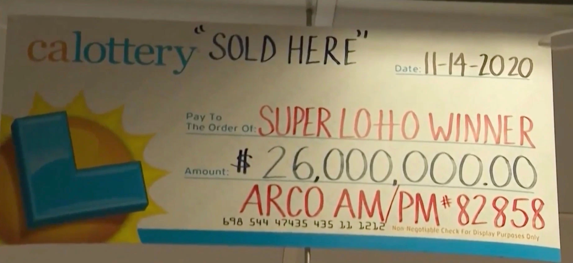 calottery "SOLD HERE"
Date: 11-14-2020
Pay To
The Order Of: SUPER LOTTO WINNER
Amount: $ 26,000,000.00
ARCO AM/PM #82858
698 544 47435 435 11 1212 Non Negotiable Check For Display Purposes Only